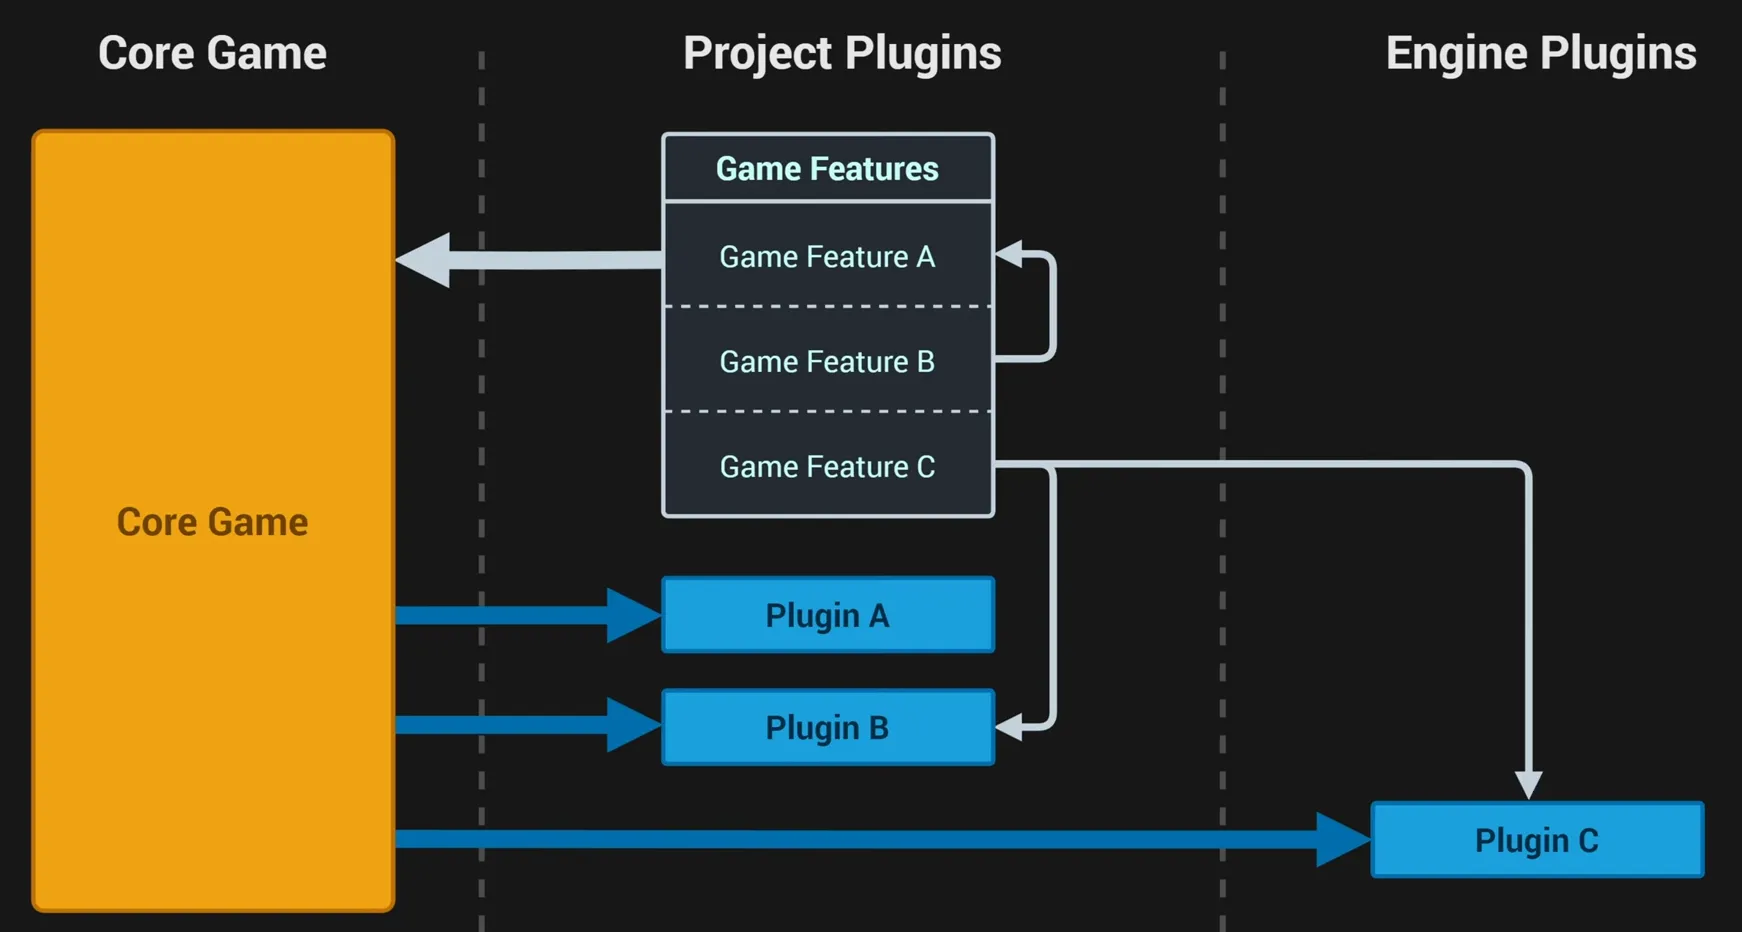 Core Game
Project Plugins
Engine Plugins
Game Features
Game Feature A
Game Feature B
Game Feature C
Core Game
Plugin A
Plugin B
Plugin C